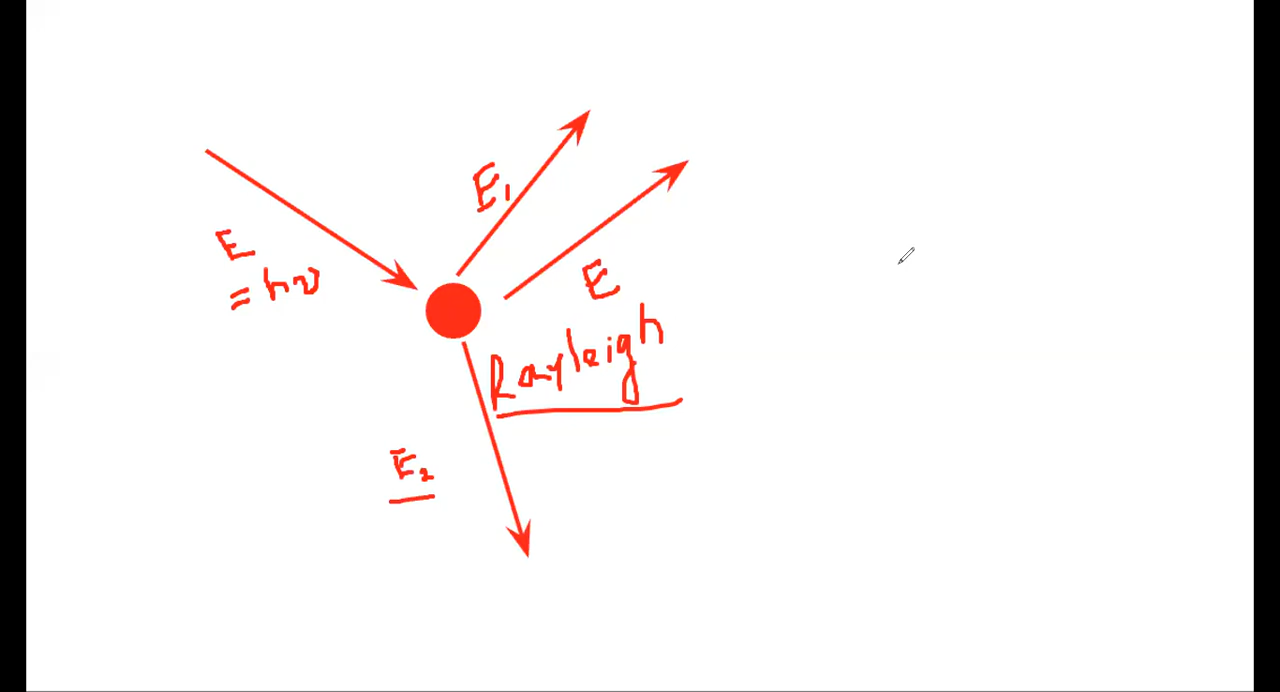 E₁
E
= hν
E
Rayleigh
E₂